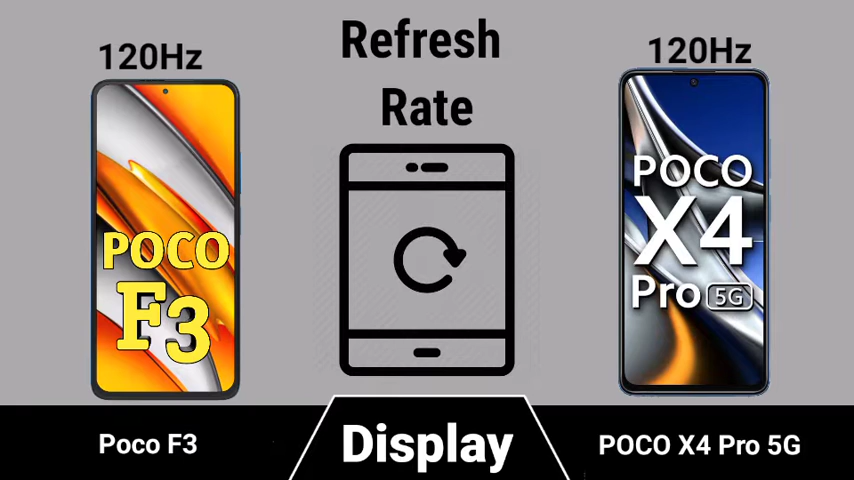 Refresh
Rate
120Hz
120Hz
POCO
F3
POCO
X4
Pro 5G
Poco F3
Display
POCO X4 Pro 5G